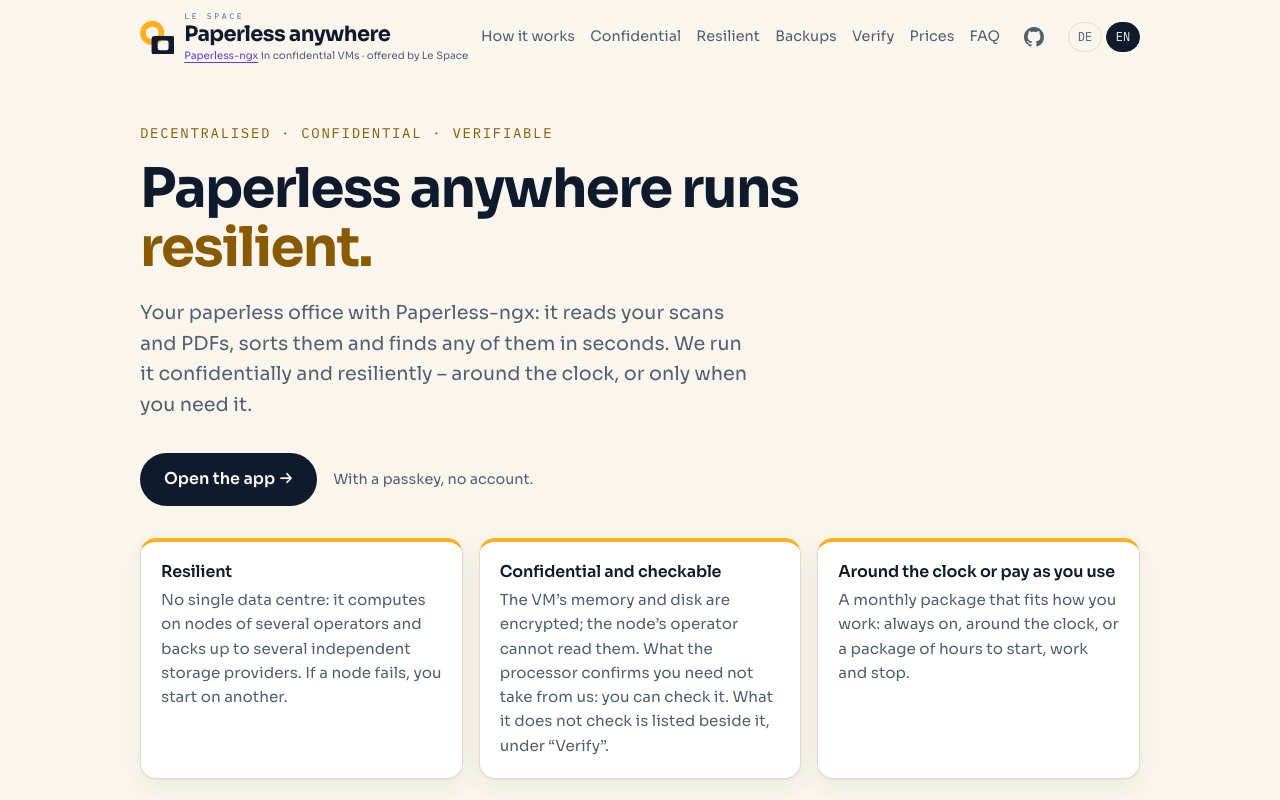 LE SPACE
Paperless anywhere
Paperless-ngx in confidential VMs · offered by Le Space
How it works Confidential Resilient Backups Verify Prices FAQ
DE EN
DECENTRALISED · CONFIDENTIAL · VERIFIABLE
Paperless anywhere runs
resilient.
Your paperless office with Paperless-ngx: it reads your scans
and PDFs, sorts them and finds any of them in seconds. We run
it confidentially and resiliently – around the clock, or only when
you need it.
Open the app →
With a passkey, no account.
Resilient
No single data centre: it computes
on nodes of several operators and
backs up to several independent
storage providers. If a node fails, you
start on another.
Confidential and checkable
The VM’s memory and disk are
encrypted; the node’s operator
cannot read them. What the
processor confirms you need not
take from us: you can check it. What
it does not check is listed beside it,
under “Verify”.
Around the clock or pay as you use
A monthly package that fits how you
work: always on, around the clock, or
a package of hours to start, work
and stop.